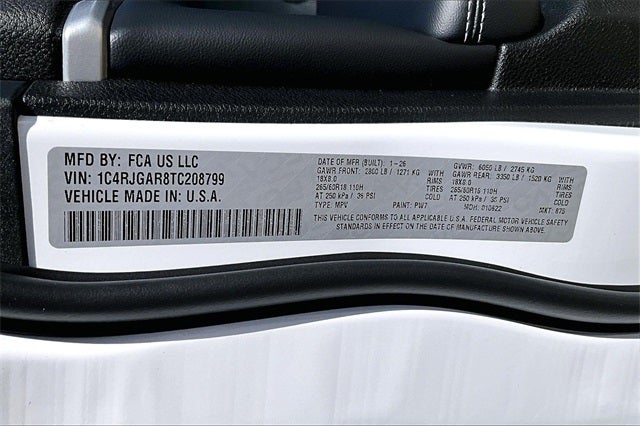 MFD BY: FCA US LLC
VIN: 1C4RJGAR8TC208799
VEHICLE MADE IN U.S.A.
DATE OF MFR (BUILT): 1-26 GVWR: 6050 LB / 2745 KG
GAWR FRONT: 2800 LB / 1271 KG WITH GAWR REAR: 3350 LB / 1520 KG WITH
18X8.0 RIMS 18X8.0 RIMS
265/60R18 110H TIRES 265/60R18 110H TIRES
AT 250 kPa / 36 PSI COLD AT 250 kPa / 36 PSI COLD
TYPE: MPV PAINT: PW7 MDH: 010622 MKT: 875
THIS VEHICLE CONFORMS TO ALL APPLICABLE U.S.A. FEDERAL MOTOR VEHICLE SAFETY
STANDARDS IN EFFECT ON THE DATE OF MANUFACTURE SHOWN ABOVE.